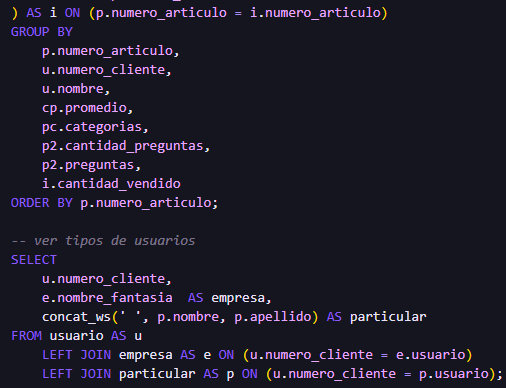 ) AS i ON (p.numero_articulo = i.numero_articulo)
GROUP BY
p.numero_articulo,
u.numero_cliente,
u.nombre,
cp.promedio,
pc.categorias,
p2.cantidad_preguntas,
p2.preguntas,
i.cantidad_vendido
ORDER BY p.numero_articulo;
-- ver tipos de usuarios
SELECT
u.numero_cliente,
e.nombre_fantasia  AS empresa,
concat_ws(' ', p.nombre, p.apellido) AS particular
FROM usuario AS u
LEFT JOIN empresa AS e ON (u.numero_cliente = e.usuario)
LEFT JOIN particular AS p ON (u.numero_cliente = p.usuario);